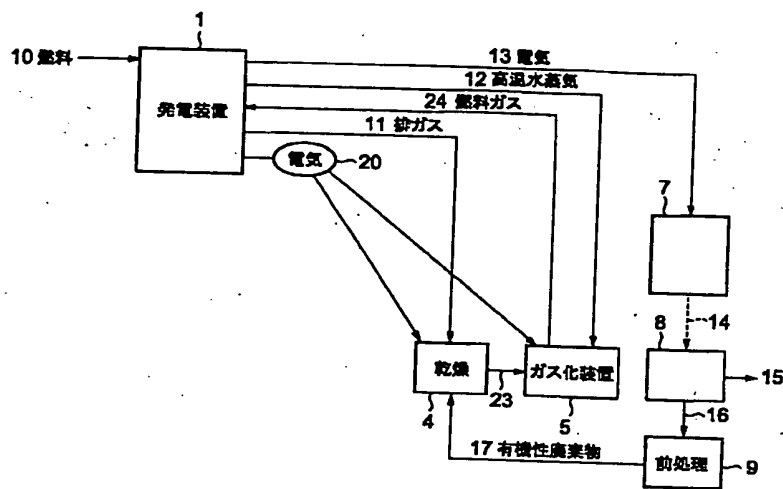 1
10 燃料
発電装置
13 電気
12 高温水蒸気
24 燃料ガス
11 排ガス
電気
20
7
14
8
15
16
乾燥
23
ガス化装置
4
5
17 有機性廃棄物
前処理
9